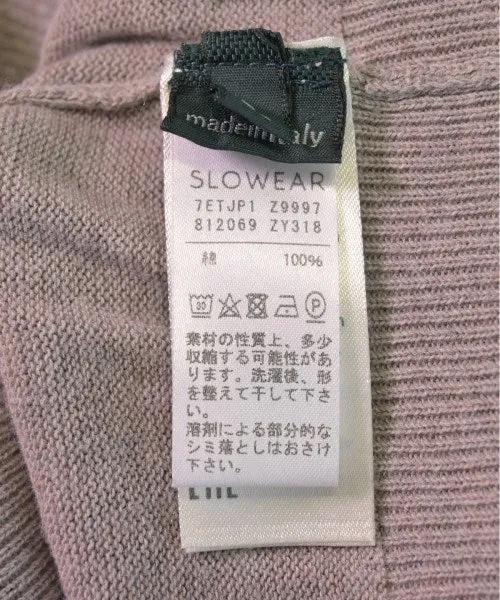 madeinitaly
SLOWEAR
7ETJP1 Z9997
812069 ZY318
綿 100%
30 P
素材の性質上、多少
収縮する可能性があ
ります。洗濯後、形
を整えて干して下さ
い。
溶剤による部分的な
シミ落としはおさけ
下さい。